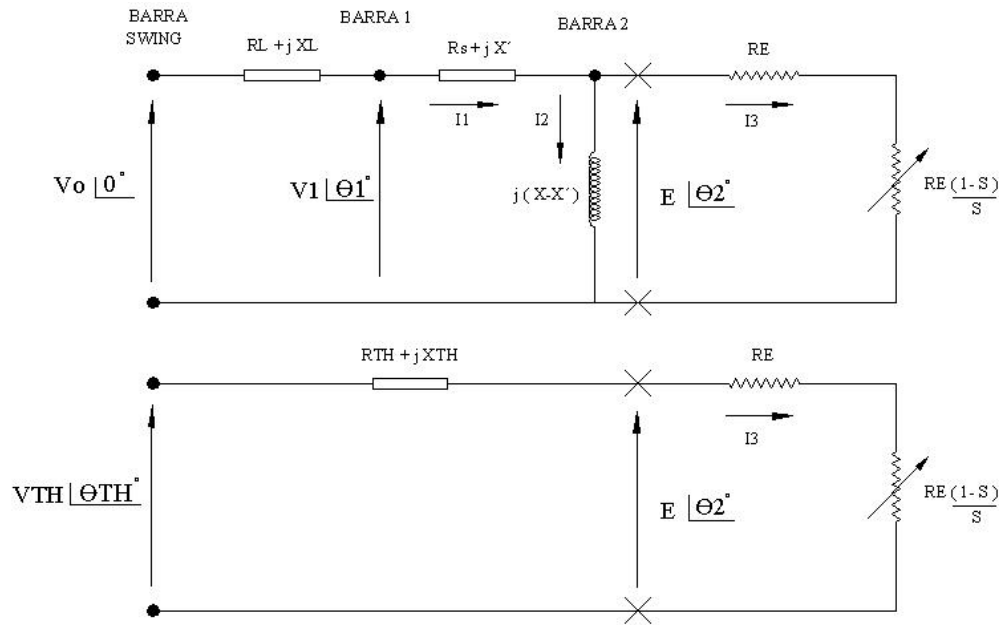 BARRA
SWING
RL + j XL
BARRA 1
Rs + j X´
BARRA 2
RE
I1
I2
I3
Vo 0°
V1 ϴ1°
j ( X-X´ )
E ϴ2°
RE (1- S)
S
RTH + j XTH
RE
I3
VTH ϴTH°
E ϴ2°
RE (1- S)
S